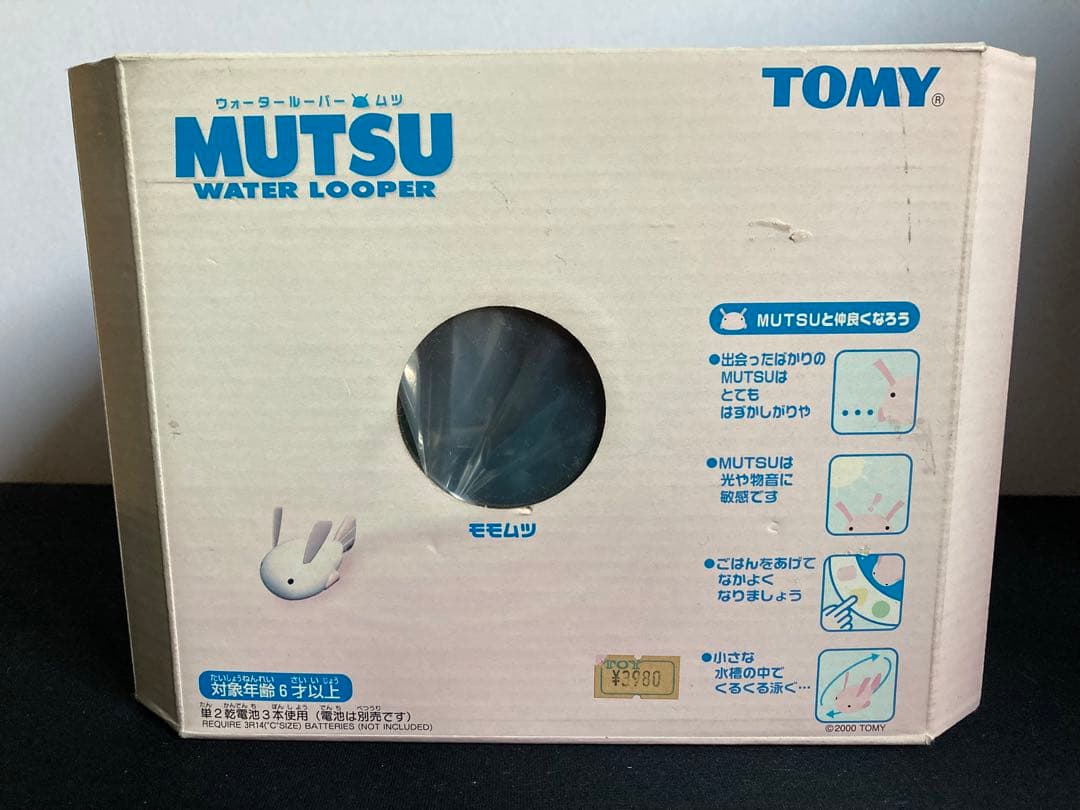 ウォータールーパー ムツ
MUTSU
WATER LOOPER
TOMY®
MUTSUと仲良くなろう
●出会ったばかりの
MUTSUは
とても
はずかしがりや
●MUTSUは
光や物音に
敏感です
●ごはんをあげて
なかよく
なりましょう
●小さな
水槽の中で
くるくる泳ぐ…
モモムツ
TOY
¥3980
たいしょうねんれい さいいじょう
対象年齢6才以上
たん かんでんち ぼんしよう でんち べつうり
単2乾電池3本使用(電池は別売です)
REQUIRE 3R14("C"SIZE) BATTERIES (NOT INCLUDED)
©2000 TOMY